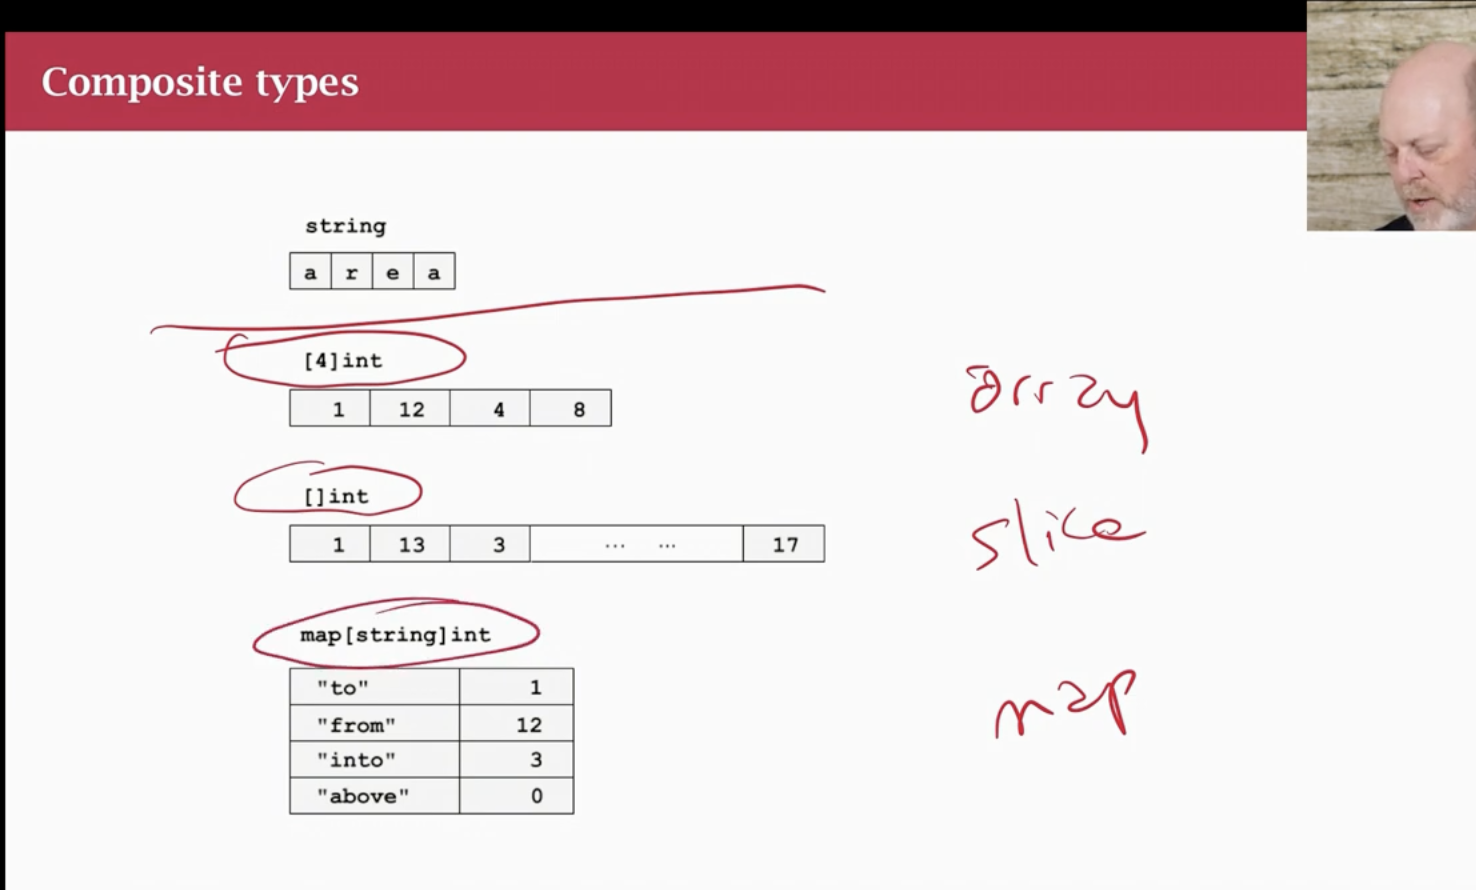 Composite types
string
a r e a
[4]int
1 12 4 8
array
[]int
1 13 3 ... ... 17
slice
map[string]int
"to" 1
"from" 12
map
"into" 3
"above" 0